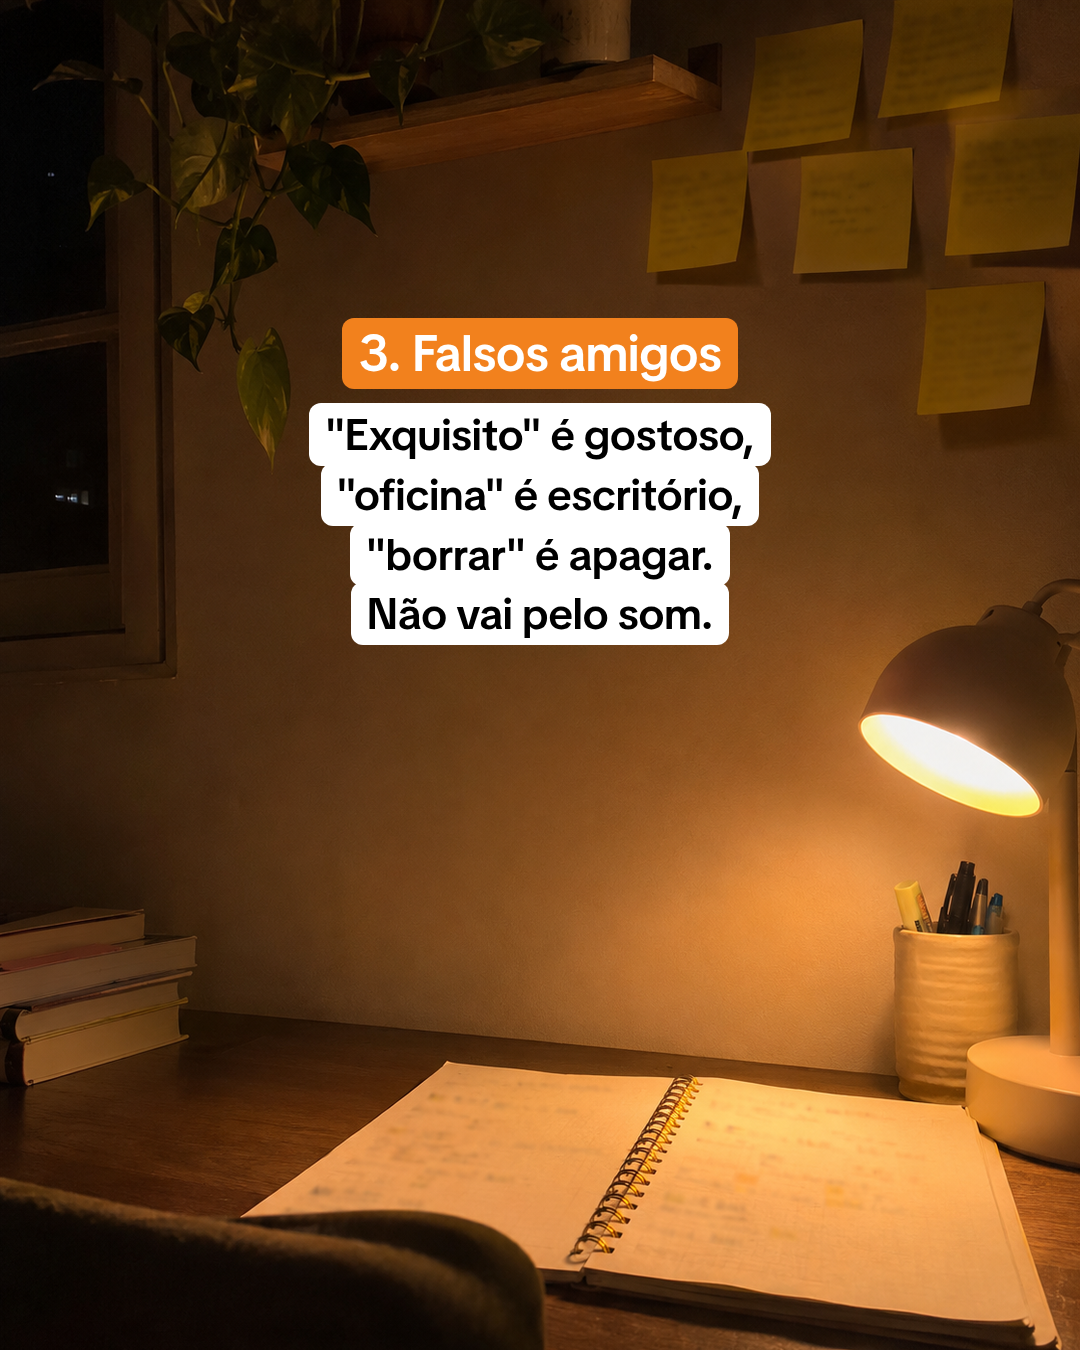 3. Falsos amigos
"Exquisito" é gostoso,
"oficina" é escritório,
"borrar" é apagar.
Não vai pelo som.